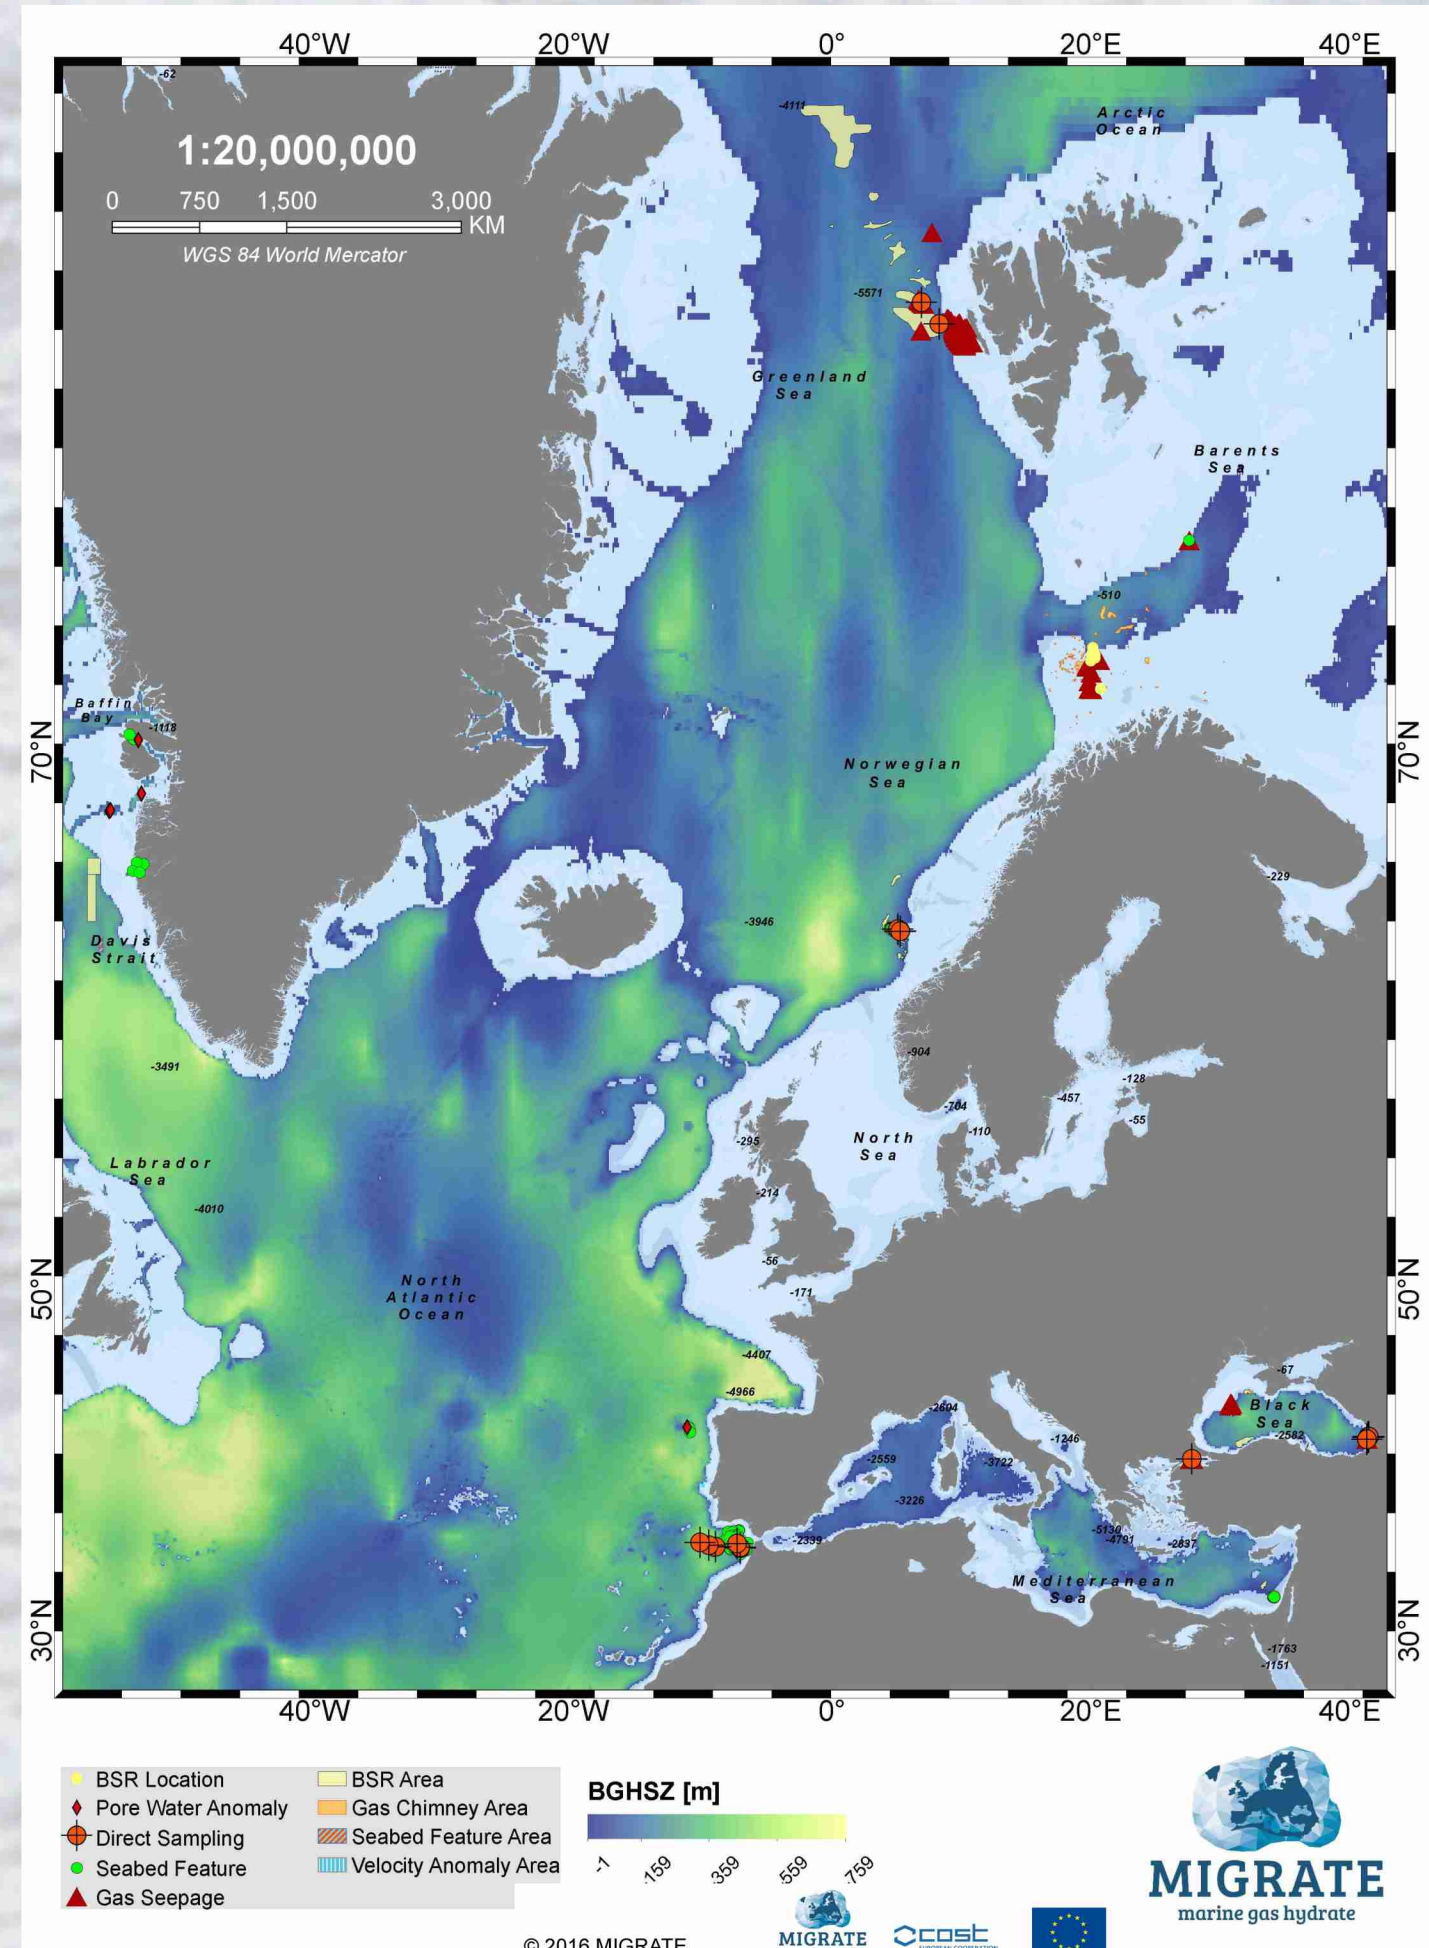 40°W 20°W 0° 20°E 40°E
-62
-4111
Arctic
Ocean
1:20,000,000
0 750 1,500 3,000
KM
WGS 84 World Mercator
-5571
Greenland
Sea
Barents
Sea
-510
Baffin
Bay
-1118
70°N
70°N
Norwegian
Sea
-229
-3946
Davis
Strait
-904
-3491
-128
-457
-704
-55
-110
North
Sea
-295
Labrador
Sea
-214
-4010
-56
50°N
50°N
North
Atlantic
Ocean
-171
-4407
-67
-4966
Black
Sea
-2604
-2582
-1246
-2559
-3722
-3226
-5130
-4791
-2339
-2837
Mediterranean
Sea
30°N
30°N
-1763
-1151
40°W 20°W 0° 20°E 40°E
BSR Location
Pore Water Anomaly
Direct Sampling
Seabed Feature
Gas Seepage
BSR Area
Gas Chimney Area
Seabed Feature Area
Velocity Anomaly Area
BGHSZ [m]
-1 -159 -359 -559 -759
MIGRATE
marine gas hydrate
© 2016 MIGRATE
MIGRATE
cost